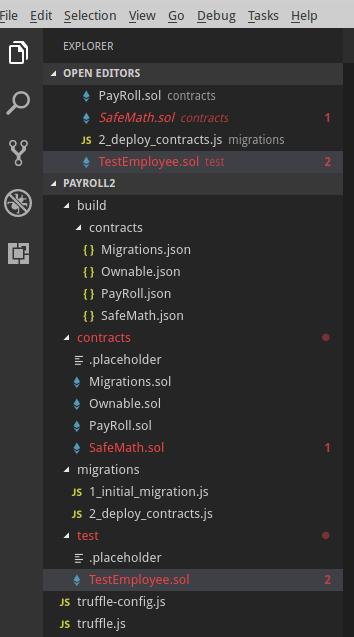 File Edit Selection View Go Debug Tasks Help
EXPLORER
OPEN EDITORS
PayRoll.sol contracts
SafeMath.sol contracts 1
JS 2_deploy_contracts.js migrations
TestEmployee.sol test 2
PAYROLL2
build
contracts
{ } Migrations.json
{ } Ownable.json
{ } PayRoll.json
{ } SafeMath.json
contracts
.placeholder
Migrations.sol
Ownable.sol
PayRoll.sol
SafeMath.sol 1
migrations
JS 1_initial_migration.js
JS 2_deploy_contracts.js
test
.placeholder
TestEmployee.sol 2
JS truffle-config.js
JS truffle.js